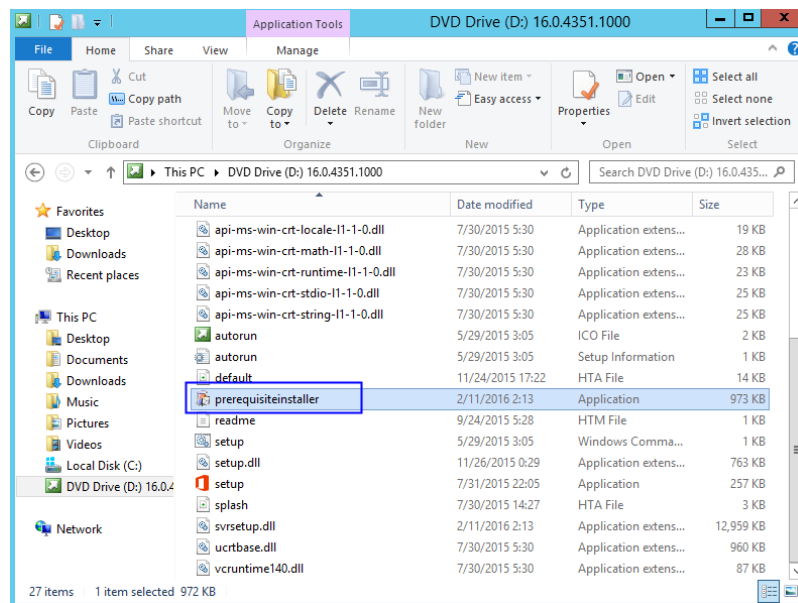 Application Tools
DVD Drive (D:) 16.0.4351.1000
File Home Share View Manage
Copy
Paste
Cut
Copy path
Paste shortcut
Clipboard
Move to
Copy to
Delete
Rename
Organize
New folder
New item
Easy access
New
Properties
Open
Edit
Open
Select all
Select none
Invert selection
Select
This PC DVD Drive (D:) 16.0.4351.1000
Search DVD Drive (D:) 16.0.435...
Favorites
Desktop
Downloads
Recent places
This PC
Desktop
Documents
Downloads
Music
Pictures
Videos
Local Disk (C:)
DVD Drive (D:) 16.0.4
Network
Name Date modified Type Size
api-ms-win-crt-locale-l1-1-0.dll 7/30/2015 5:30 Application extens... 19 KB
api-ms-win-crt-math-l1-1-0.dll 7/30/2015 5:30 Application extens... 28 KB
api-ms-win-crt-runtime-l1-1-0.dll 7/30/2015 5:30 Application extens... 23 KB
api-ms-win-crt-stdio-l1-1-0.dll 7/30/2015 5:30 Application extens... 25 KB
api-ms-win-crt-string-l1-1-0.dll 7/30/2015 5:30 Application extens... 25 KB
autorun 5/29/2015 3:05 ICO File 2 KB
autorun 5/29/2015 3:05 Setup Information 1 KB
default 11/24/2015 17:22 HTA File 14 KB
prerequisiteinstaller 2/11/2016 2:13 Application 973 KB
readme 9/24/2015 5:28 HTM File 1 KB
setup 5/29/2015 3:05 Windows Comma... 1 KB
setup.dll 11/26/2015 0:29 Application extens... 763 KB
setup 7/31/2015 22:05 Application 257 KB
splash 7/30/2015 14:27 HTA File 3 KB
svrsetup.dll 2/11/2016 2:13 Application extens... 12,959 KB
ucrtbase.dll 7/30/2015 5:30 Application extens... 960 KB
vcruntime140.dll 7/30/2015 5:30 Application extens... 87 KB
27 items 1 item selected 972 KB